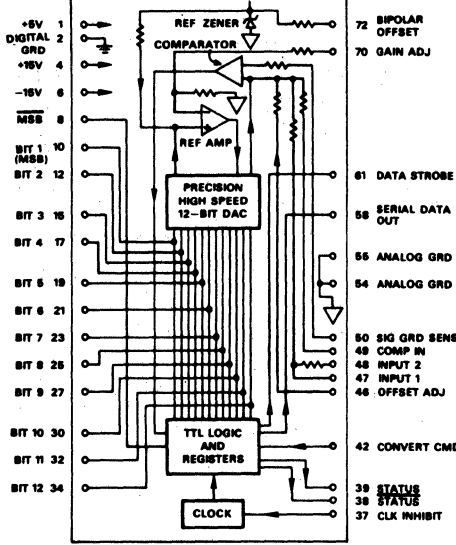 +5V 1
DIGITAL 2
GRD
+15V 4
-15V 6
MSB 8
BIT 1 10
(MSB)
BIT 2 12
BIT 3 15
BIT 4 17
BIT 5 19
BIT 6 21
BIT 7 23
BIT 8 25
BIT 9 27
BIT 10 30
BIT 11 32
BIT 12 34
REF ZENER
COMPARATOR
REF AMP
PRECISION
HIGH SPEED
12-BIT DAC
TTL LOGIC
AND
REGISTERS
CLOCK
72 BIPOLAR
OFFSET
70 GAIN ADJ
61 DATA STROBE
58 SERIAL DATA
OUT
55 ANALOG GRD
54 ANALOG GRD
50 SIG GRD SENS
49 COMP IN
48 INPUT 2
47 INPUT 1
46 OFFSET ADJ
42 CONVERT CMD
39 STATUS
38 STATUS
37 CLK INHIBIT